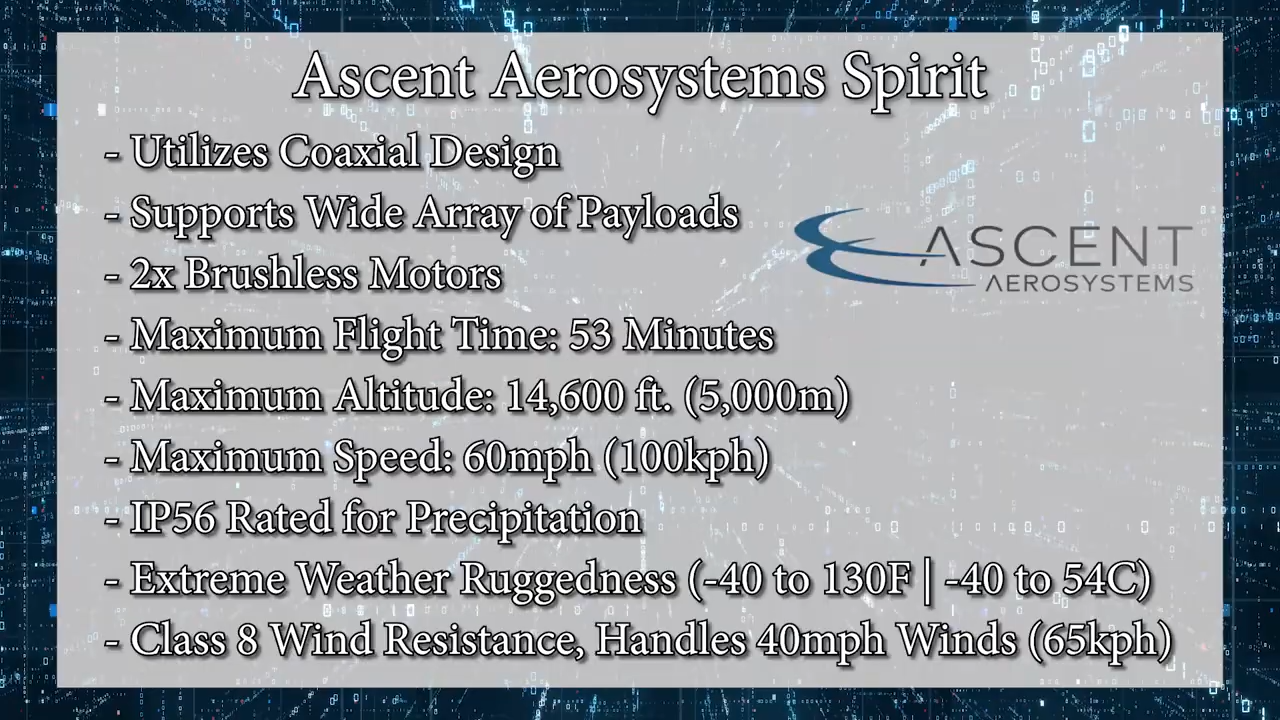 Ascent Aerosystems Spirit
- Utilizes Coaxial Design
- Supports Wide Array of Payloads
ASCENT
AEROSYSTEMS
- 2x Brushless Motors
- Maximum Flight Time: 53 Minutes
- Maximum Altitude: 14,600 ft. (5,000m)
- Maximum Speed: 60mph (100kph)
- IP56 Rated for Precipitation
- Extreme Weather Ruggedness (-40 to 130F | -40 to 54C)
- Class 8 Wind Resistance, Handles 40mph Winds (65kph)